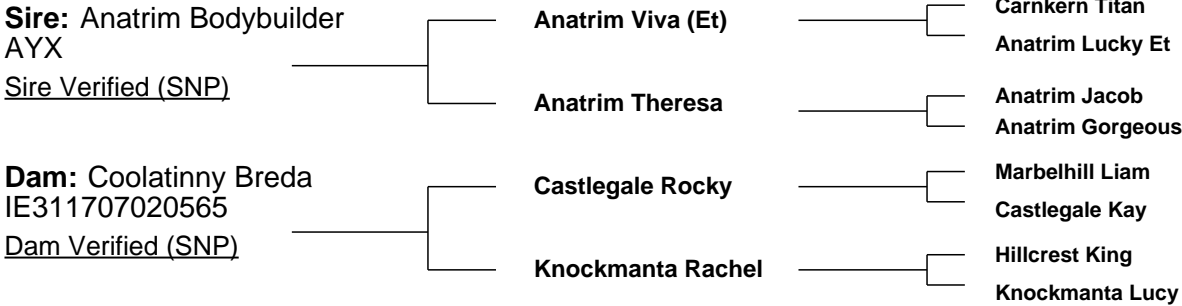 Sire: Anatrim Bodybuilder
AYX
Sire Verified (SNP)
Anatrim Viva (Et)
Carnkern Titan
Anatrim Lucky Et
Anatrim Theresa
Anatrim Jacob
Anatrim Gorgeous
Dam: Coolatinny Breda
IE311707020565
Dam Verified (SNP)
Castlegale Rocky
Marbelhill Liam
Castlegale Kay
Knockmanta Rachel
Hillcrest King
Knockmanta Lucy